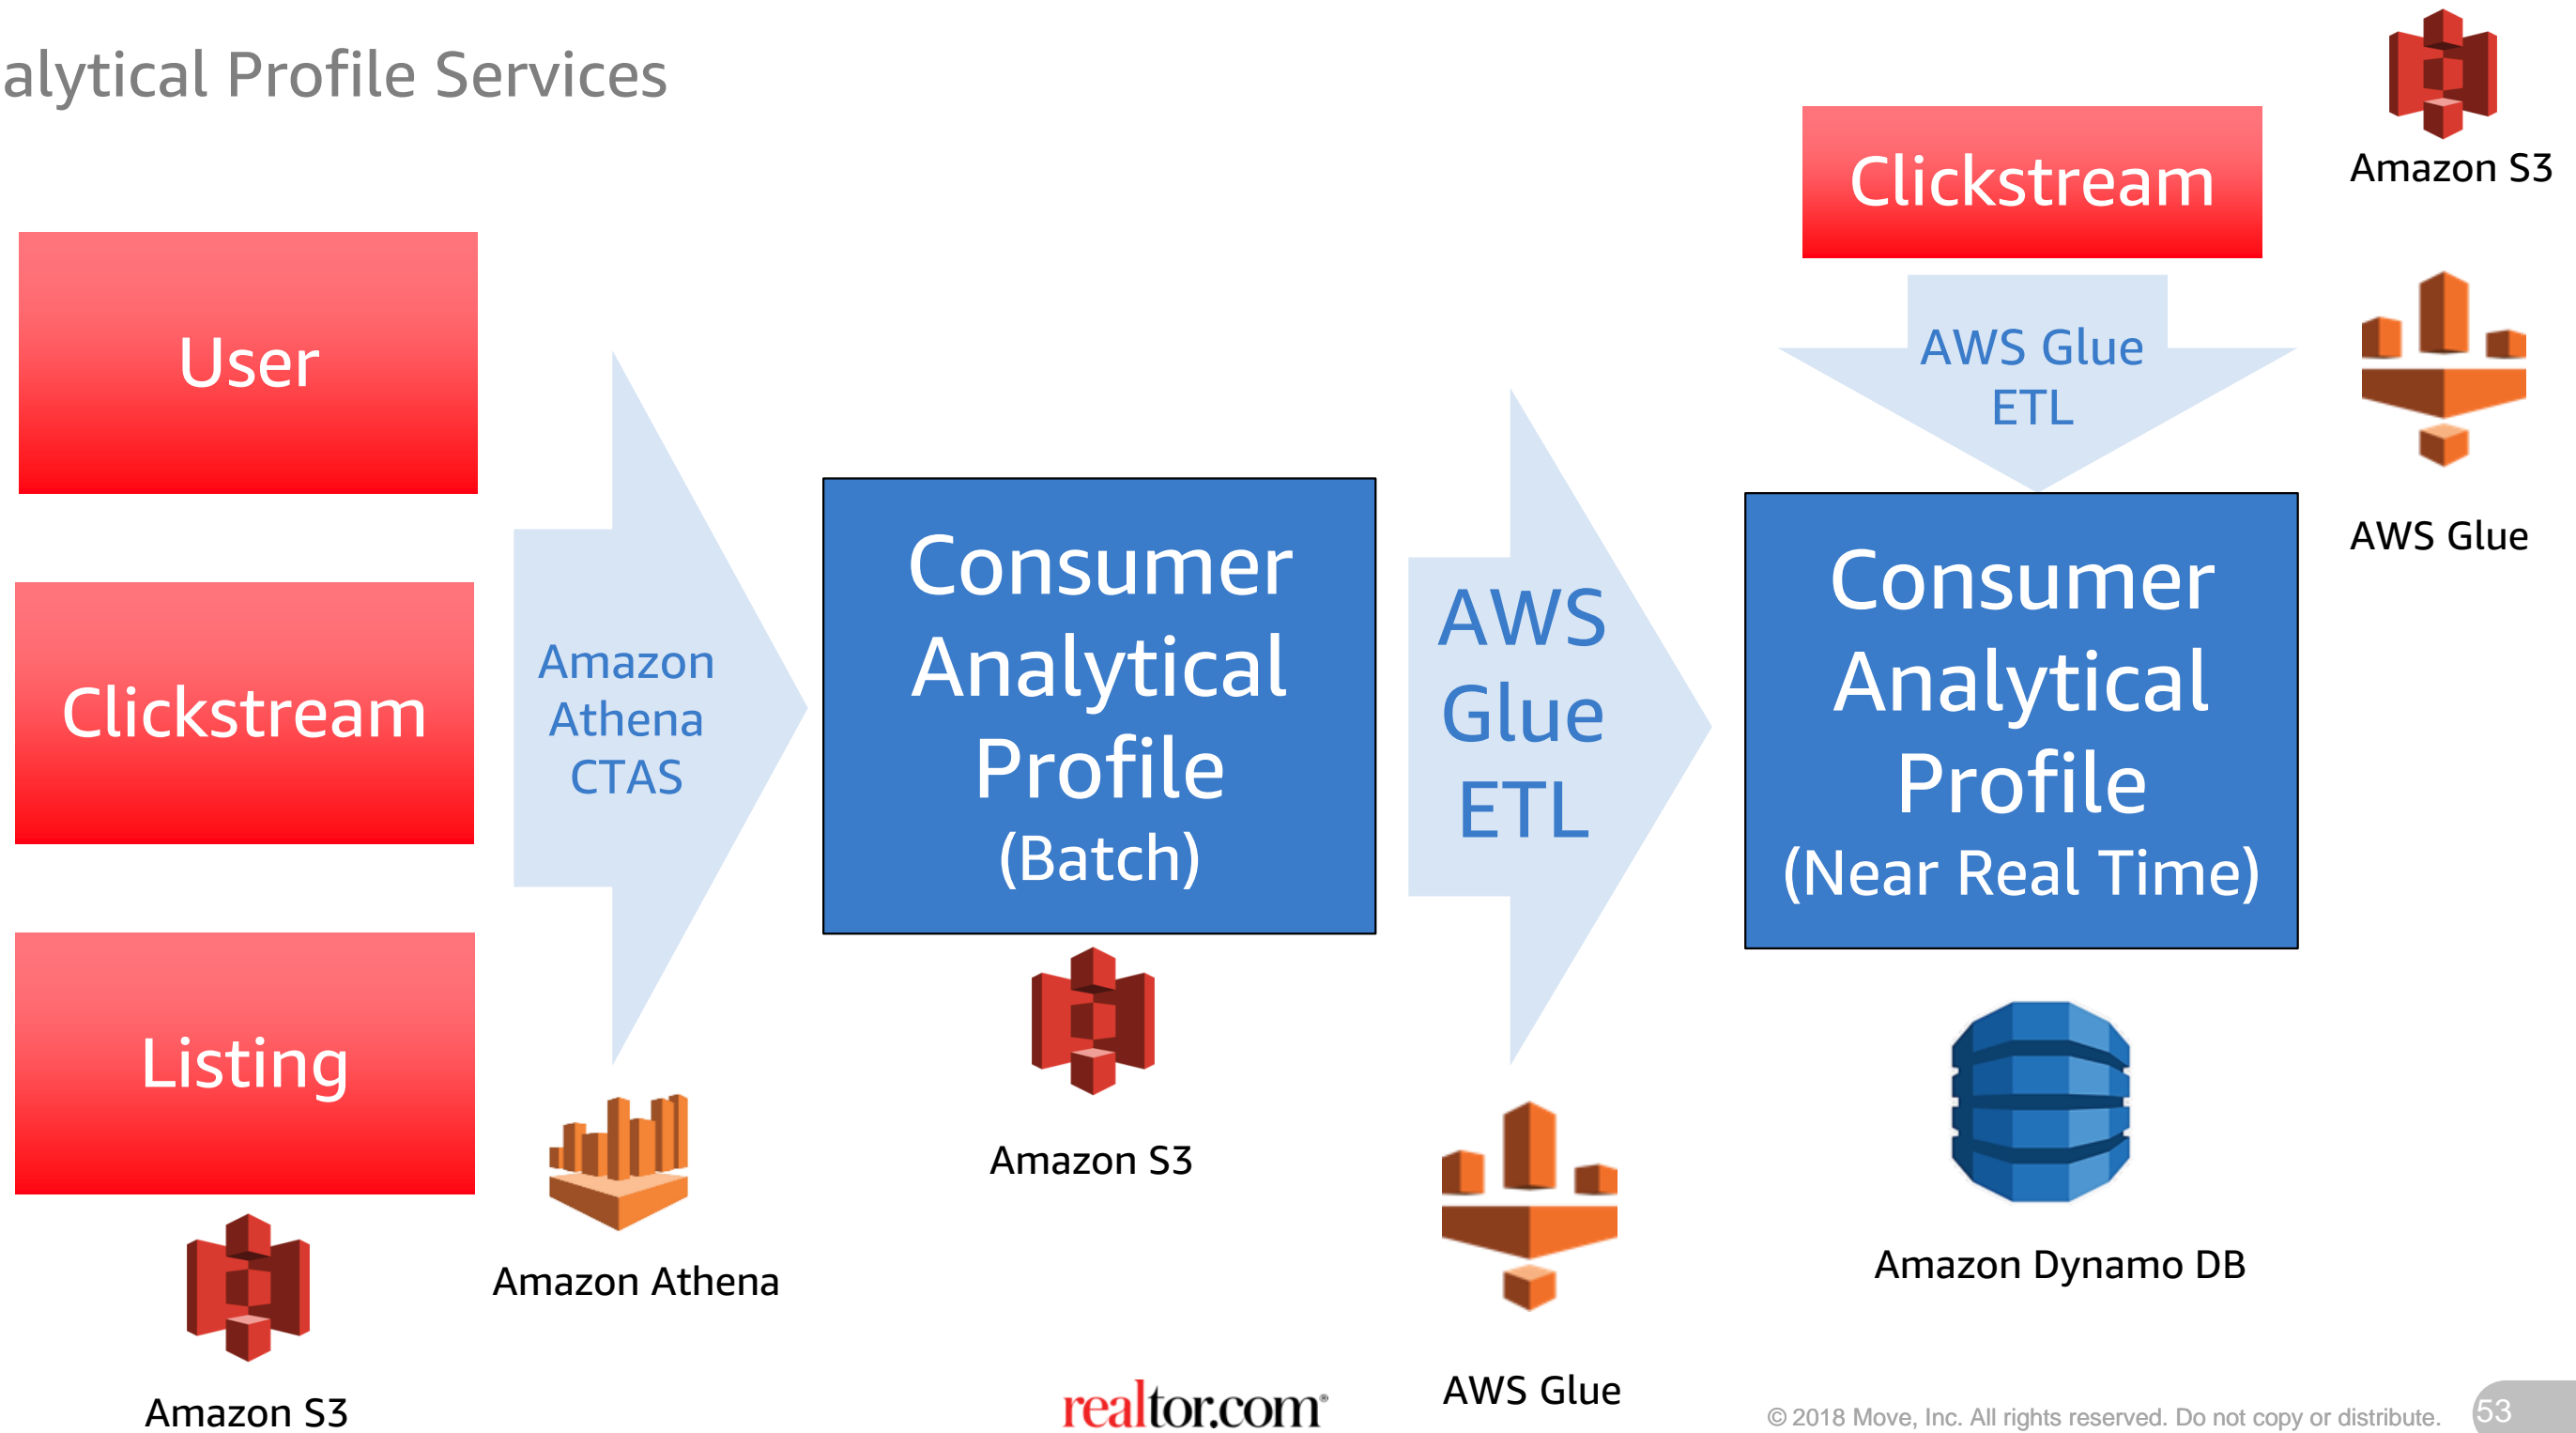 alytical Profile Services
User
Clickstream
Listing
Amazon S3
Amazon
Athena
CTAS
Amazon Athena
Consumer
Analytical
Profile
(Batch)
Amazon S3
AWS
Glue
ETL
AWS Glue
Clickstream
Amazon S3
AWS Glue
ETL
AWS Glue
Consumer
Analytical
Profile
(Near Real Time)
Amazon Dynamo DB
realtor.com®
© 2018 Move, Inc. All rights reserved. Do not copy or distribute.
53